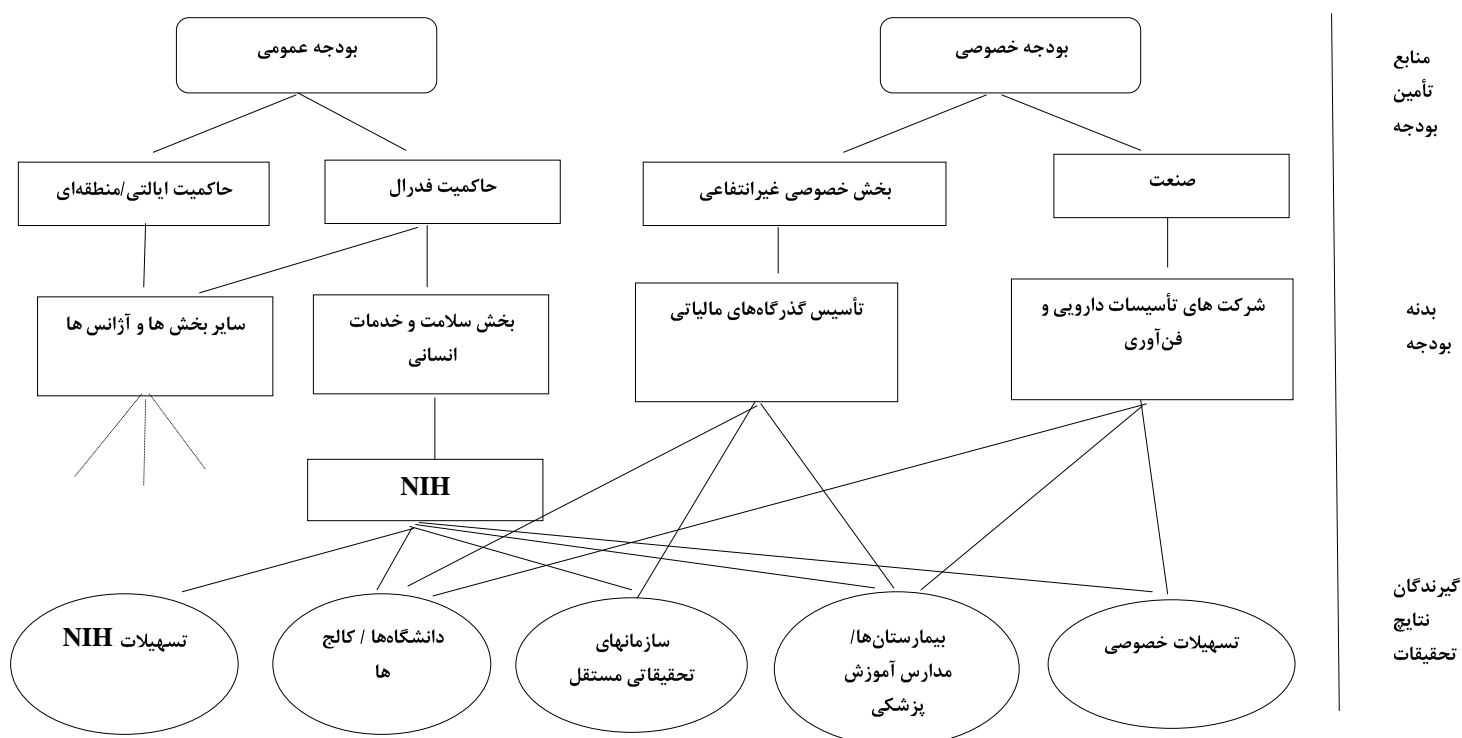 بودجه خصوصی
بودجه عمومی
منابع
تأمین
بودجه
صنعت
بخش خصوصی غیرانتفاعی
حاکمیت فدرال
حاکمیت ایالتی/منطقه‌ای
شرکت های تأسیسات دارویی و
فن‌آوری
تأسیس گذرگاه‌های مالیاتی
بخش سلامت و خدمات
انسانی
سایر بخش ها و آژانس ها
بدنه
بودجه
NIH
گیرندگان
نتایج
تحقیقات
تسهیلات خصوصی
بیمارستان‌ها/
مدارس آموزش
پزشکی
سازمانهای
تحقیقاتی مستقل
دانشگاه‌ها / کالج
ها
تسهیلات NIH